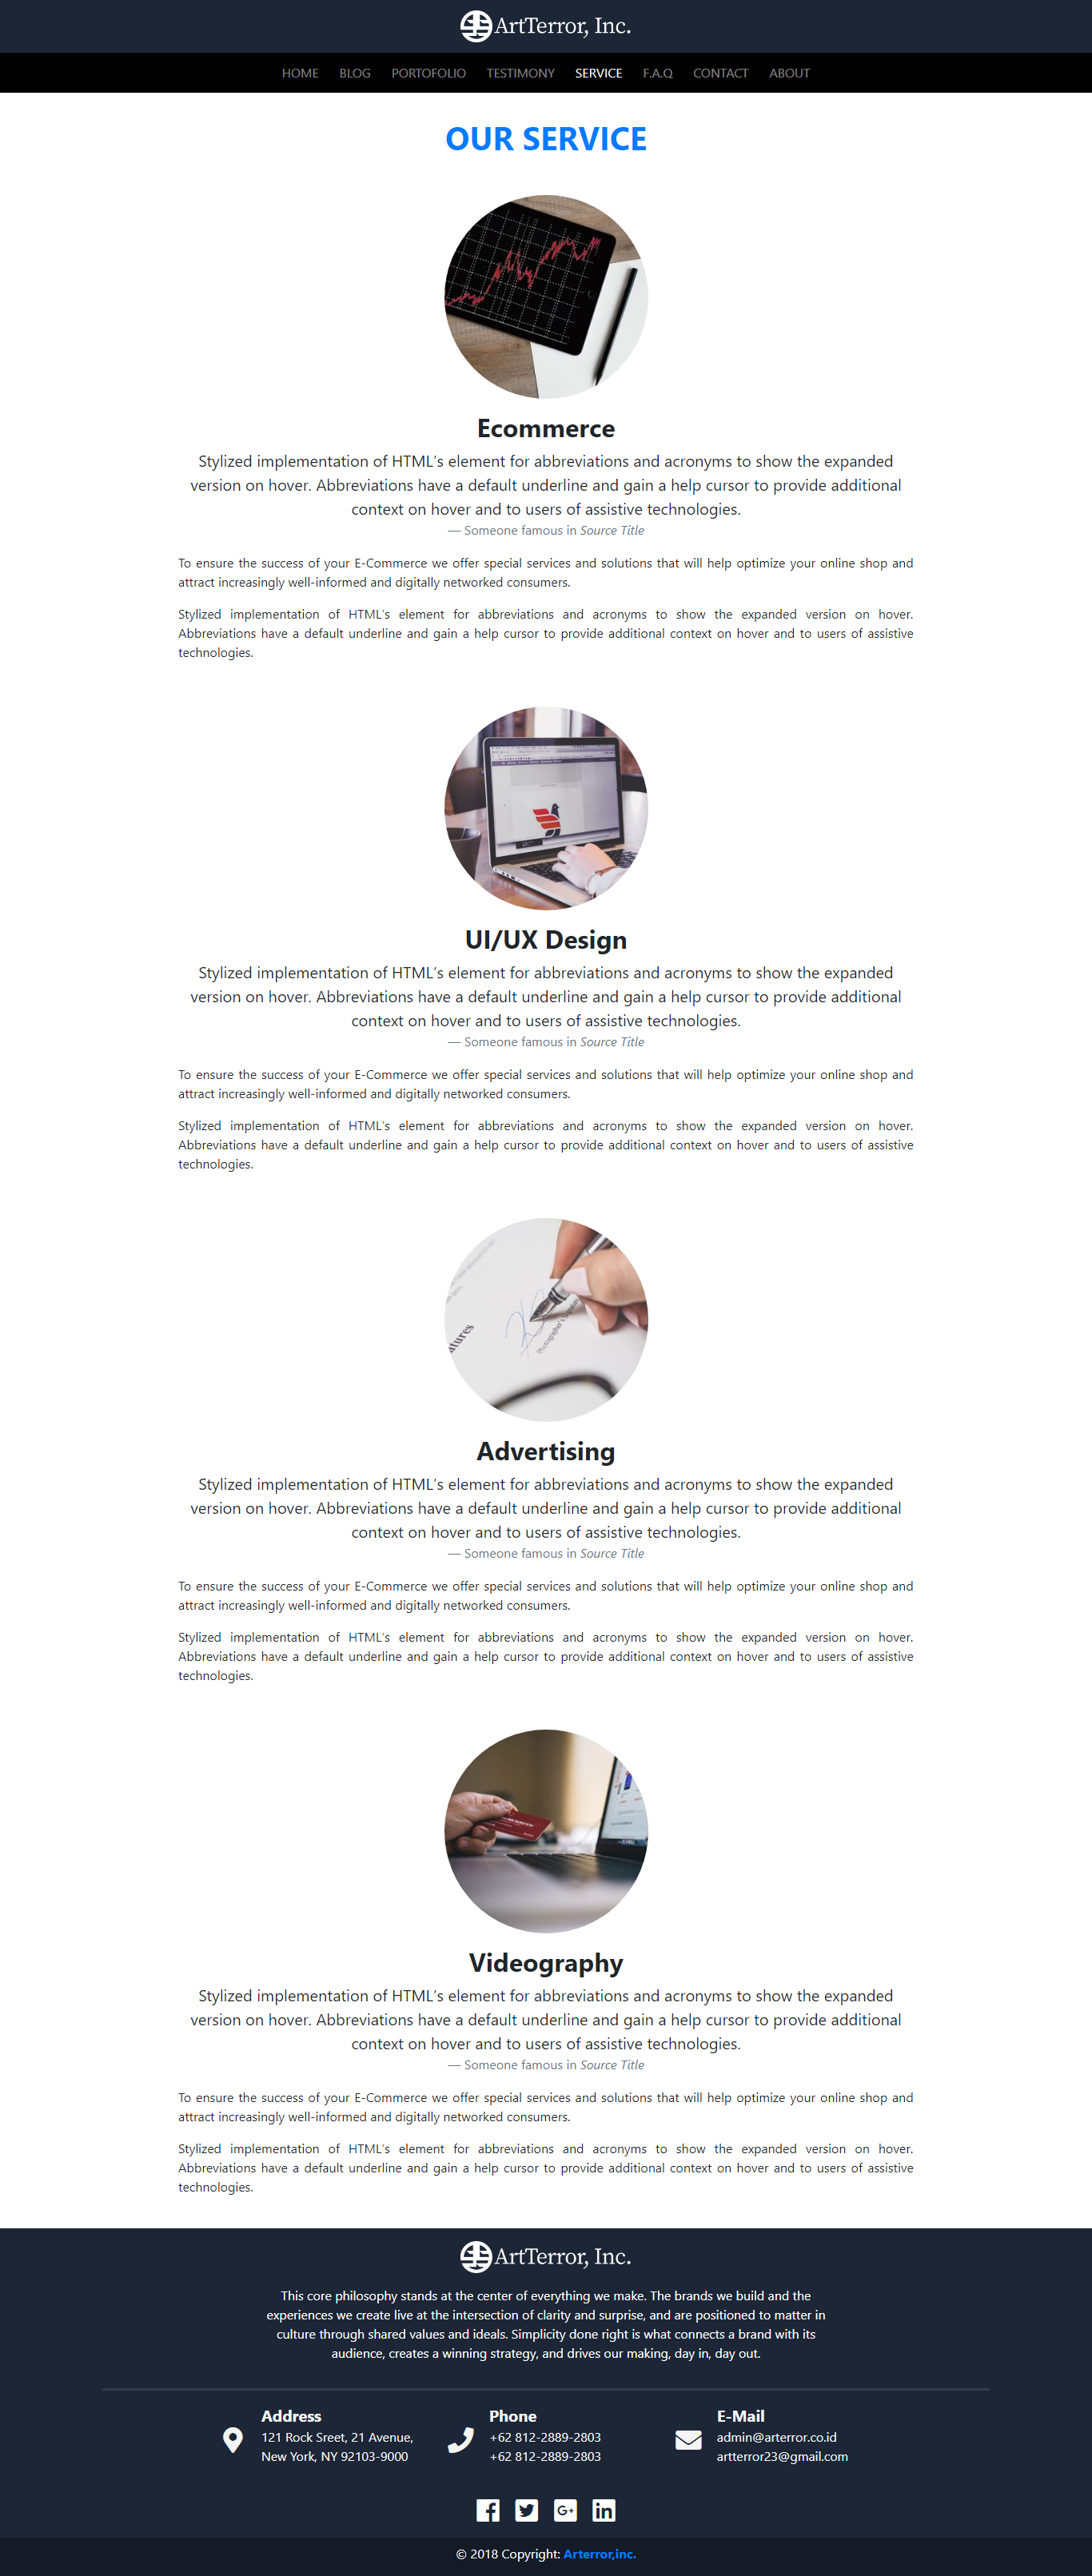 ArtTerror, Inc.
HOME BLOG PORTOFOLIO TESTIMONY SERVICE F.A.Q CONTACT ABOUT
OUR SERVICE
Ecommerce
Stylized implementation of HTML's element for abbreviations and acronyms to show the expanded
version on hover. Abbreviations have a default underline and gain a help cursor to provide additional
context on hover and to users of assistive technologies.
— Someone famous in Source Title
To ensure the success of your E-Commerce we offer special services and solutions that will help optimize your online shop and
attract increasingly well-informed and digitally networked consumers.
Stylized implementation of HTML's element for abbreviations and acronyms to show the expanded version on hover.
Abbreviations have a default underline and gain a help cursor to provide additional context on hover and to users of assistive
technologies.
UI/UX Design
Stylized implementation of HTML's element for abbreviations and acronyms to show the expanded
version on hover. Abbreviations have a default underline and gain a help cursor to provide additional
context on hover and to users of assistive technologies.
— Someone famous in Source Title
To ensure the success of your E-Commerce we offer special services and solutions that will help optimize your online shop and
attract increasingly well-informed and digitally networked consumers.
Stylized implementation of HTML's element for abbreviations and acronyms to show the expanded version on hover.
Abbreviations have a default underline and gain a help cursor to provide additional context on hover and to users of assistive
technologies.
tures
Photographer's
Advertising
Stylized implementation of HTML's element for abbreviations and acronyms to show the expanded
version on hover. Abbreviations have a default underline and gain a help cursor to provide additional
context on hover and to users of assistive technologies.
— Someone famous in Source Title
To ensure the success of your E-Commerce we offer special services and solutions that will help optimize your online shop and
attract increasingly well-informed and digitally networked consumers.
Stylized implementation of HTML's element for abbreviations and acronyms to show the expanded version on hover.
Abbreviations have a default underline and gain a help cursor to provide additional context on hover and to users of assistive
technologies.
Videography
Stylized implementation of HTML's element for abbreviations and acronyms to show the expanded
version on hover. Abbreviations have a default underline and gain a help cursor to provide additional
context on hover and to users of assistive technologies.
— Someone famous in Source Title
To ensure the success of your E-Commerce we offer special services and solutions that will help optimize your online shop and
attract increasingly well-informed and digitally networked consumers.
Stylized implementation of HTML's element for abbreviations and acronyms to show the expanded version on hover.
Abbreviations have a default underline and gain a help cursor to provide additional context on hover and to users of assistive
technologies.
ArtTerror, Inc.
This core philosophy stands at the center of everything we make. The brands we build and the
experiences we create live at the intersection of clarity and surprise, and are positioned to matter in
culture through shared values and ideals. Simplicity done right is what connects a brand with its
audience, creates a winning strategy, and drives our making, day in, day out.
Address
121 Rock Sreet, 21 Avenue,
New York, NY 92103-9000
Phone
+62 812-2889-2803
+62 812-2889-2803
E-Mail
admin@arterror.co.id
artterror23@gmail.com
© 2018 Copyright: Arterror,inc.